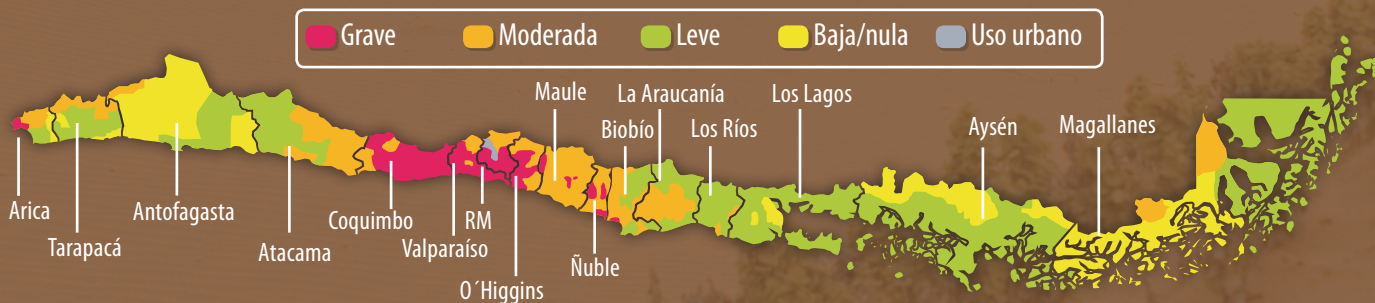 Grave Moderada Leve Baja/nula Uso urbano
Maule
La Araucanía
Los Lagos
Biobío
Los Ríos
Aysén
Magallanes
Arica
Tarapacá
Antofagasta
Atacama
Coquimbo
Valparaíso
RM
O´Higgins
Ñuble